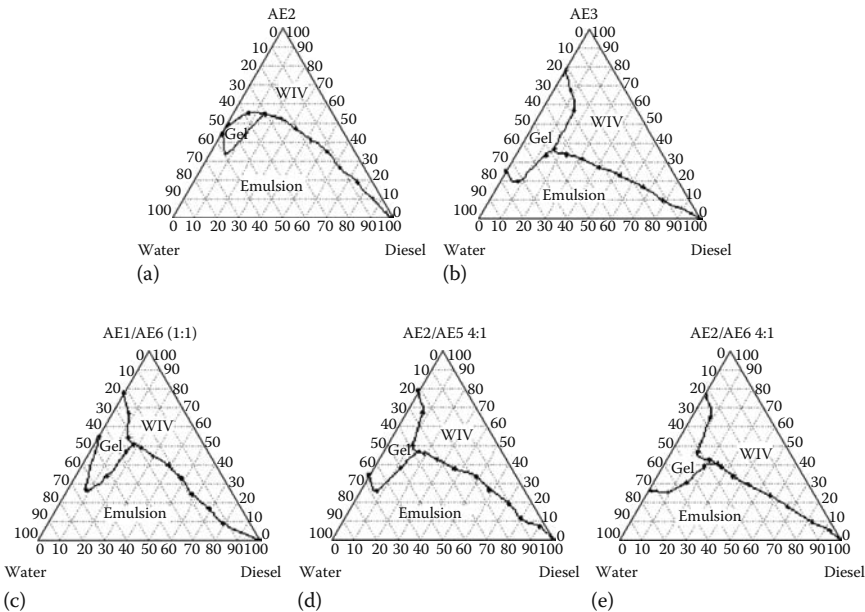 AE2
0 100
10 90
20 80
30 70
WIV
40 60
50 50
60 Gel 40
70 30
80 Emulsion 20
90 10
100 0
0 10 20 30 40 50 60 70 80 90 100
Water Diesel
(a)
AE3
0 100
10 90
20 80
30 70
40 60
50 WIV 50
60 Gel 40
70 30
80 Emulsion 20
90 10
100 0
0 10 20 30 40 50 60 70 80 90 100
Water Diesel
(b)
AE1/AE6 (1:1)
0 100
10 90
20 80
30 70
40 WIV 60
50 50
60 Gel 40
70 30
80 Emulsion 20
90 10
100 0
0 10 20 30 40 50 60 70 80 90 100
Water Diesel
(c)
AE2/AE5 4:1
0 100
10 90
20 80
30 70
40 WIV 60
50 50
60 Gel 40
70 30
80 Emulsion 20
90 10
100 0
0 10 20 30 40 50 60 70 80 90 100
Water Diesel
(d)
AE2/AE6 4:1
0 100
10 90
20 80
30 70
40 60
50 WIV 50
60 Gel 40
70 30
80 Emulsion 20
90 10
100 0
0 10 20 30 40 50 60 70 80 90 100
Water Diesel
(e)